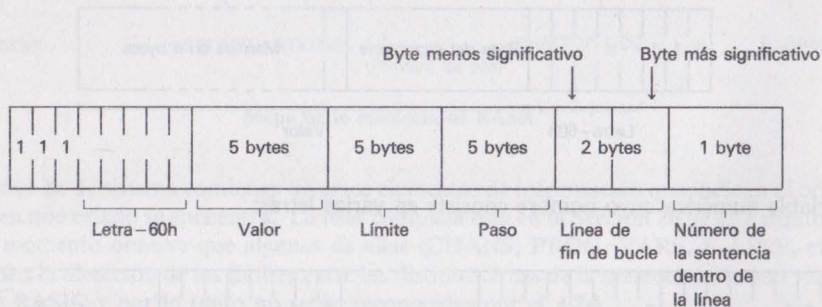 Byte menos significativo Byte más significativo
1 1 1 5 bytes 5 bytes 5 bytes 2 bytes 1 byte
Letra – 60h Valor Límite Paso Línea de Número de
fin de bucle la sentencia
dentro de
la línea